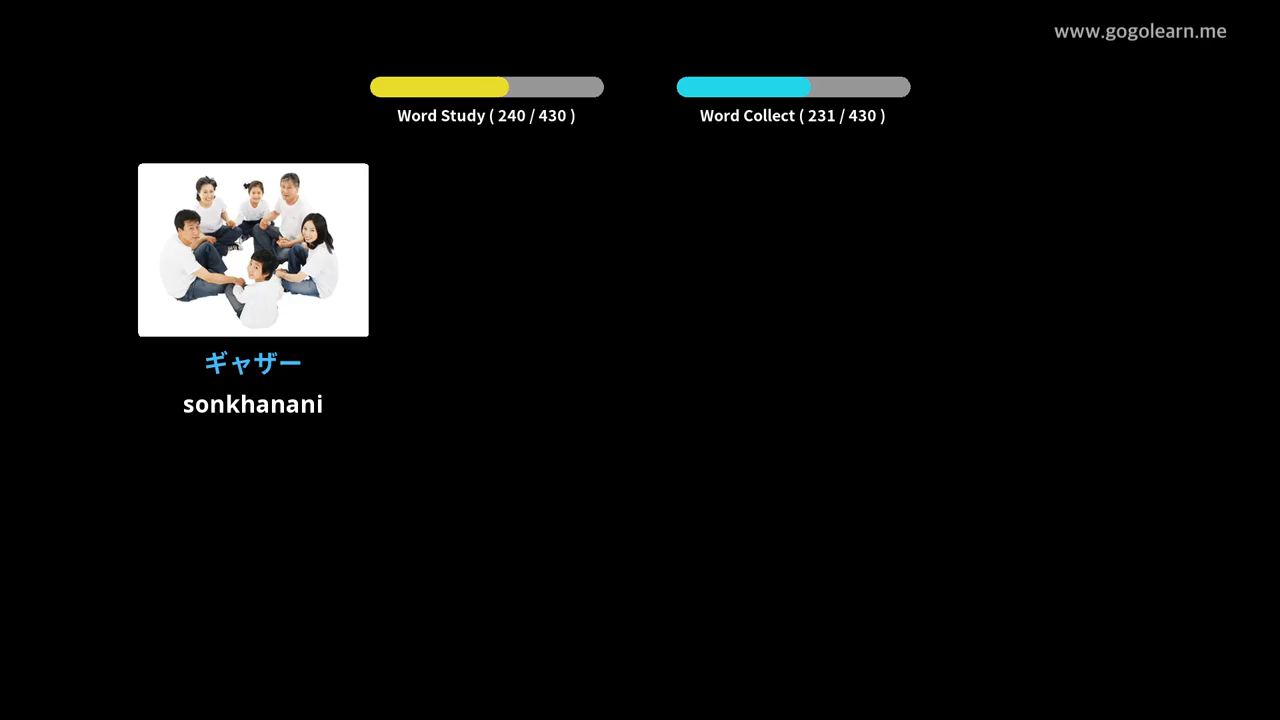 www.gogolearn.me
Word Study ( 240 / 430 )
Word Collect ( 231 / 430 )
ギャザー
sonkhanani